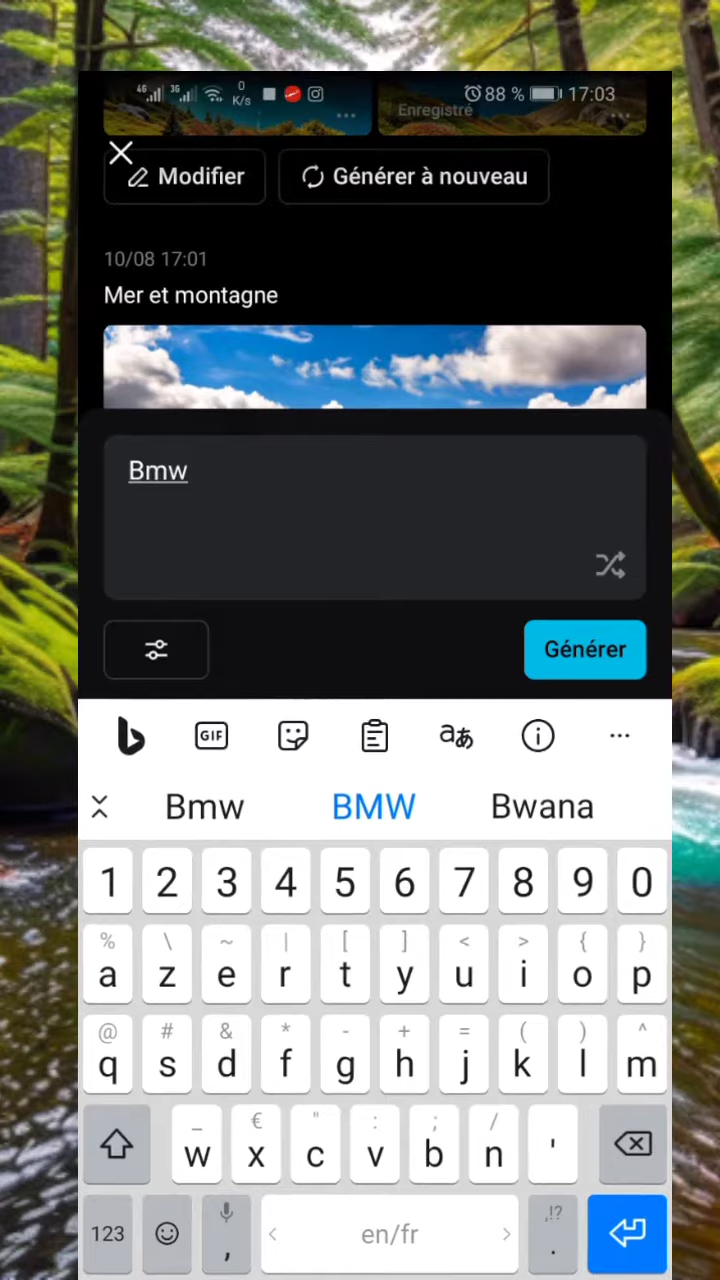 4G 3G 0 K/s 88 % 17:03
Enregistré
Modifier Générer à nouveau
10/08 17:01
Mer et montagne
Bmw
Générer
GIF aあ
Bmw BMW Bwana
1 2 3 4 5 6 7 8 9 0
% \ ~ | [ ] < > { }
a z e r t y u i o p
@ # & * - + = ( ) ^
q s d f g h j k l m
_ € " : ; /
w x c v b n '
,!?
123 , en/fr .